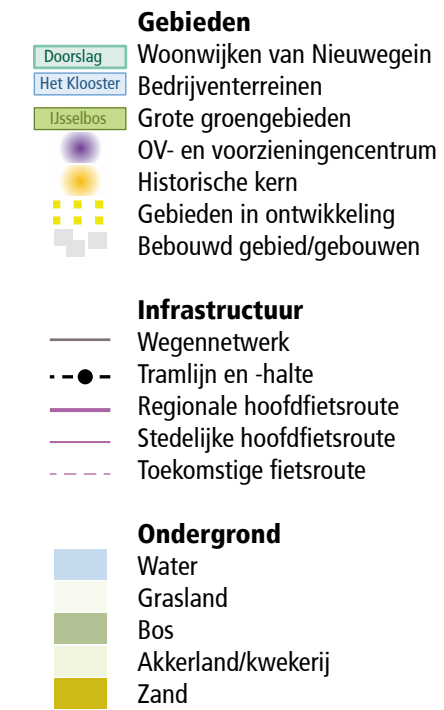 Gebieden
Doorslag Woonwijken van Nieuwegein
Het Klooster Bedrijventerreinen
IJsselbos Grote groengebieden
OV- en voorzieningencentrum
Historische kern
Gebieden in ontwikkeling
Bebouwd gebied/gebouwen
Infrastructuur
Wegennetwerk
Tramlijn en -halte
Regionale hoofdfietsroute
Stedelijke hoofdfietsroute
Toekomstige fietsroute
Ondergrond
Water
Grasland
Bos
Akkerland/kwekerij
Zand